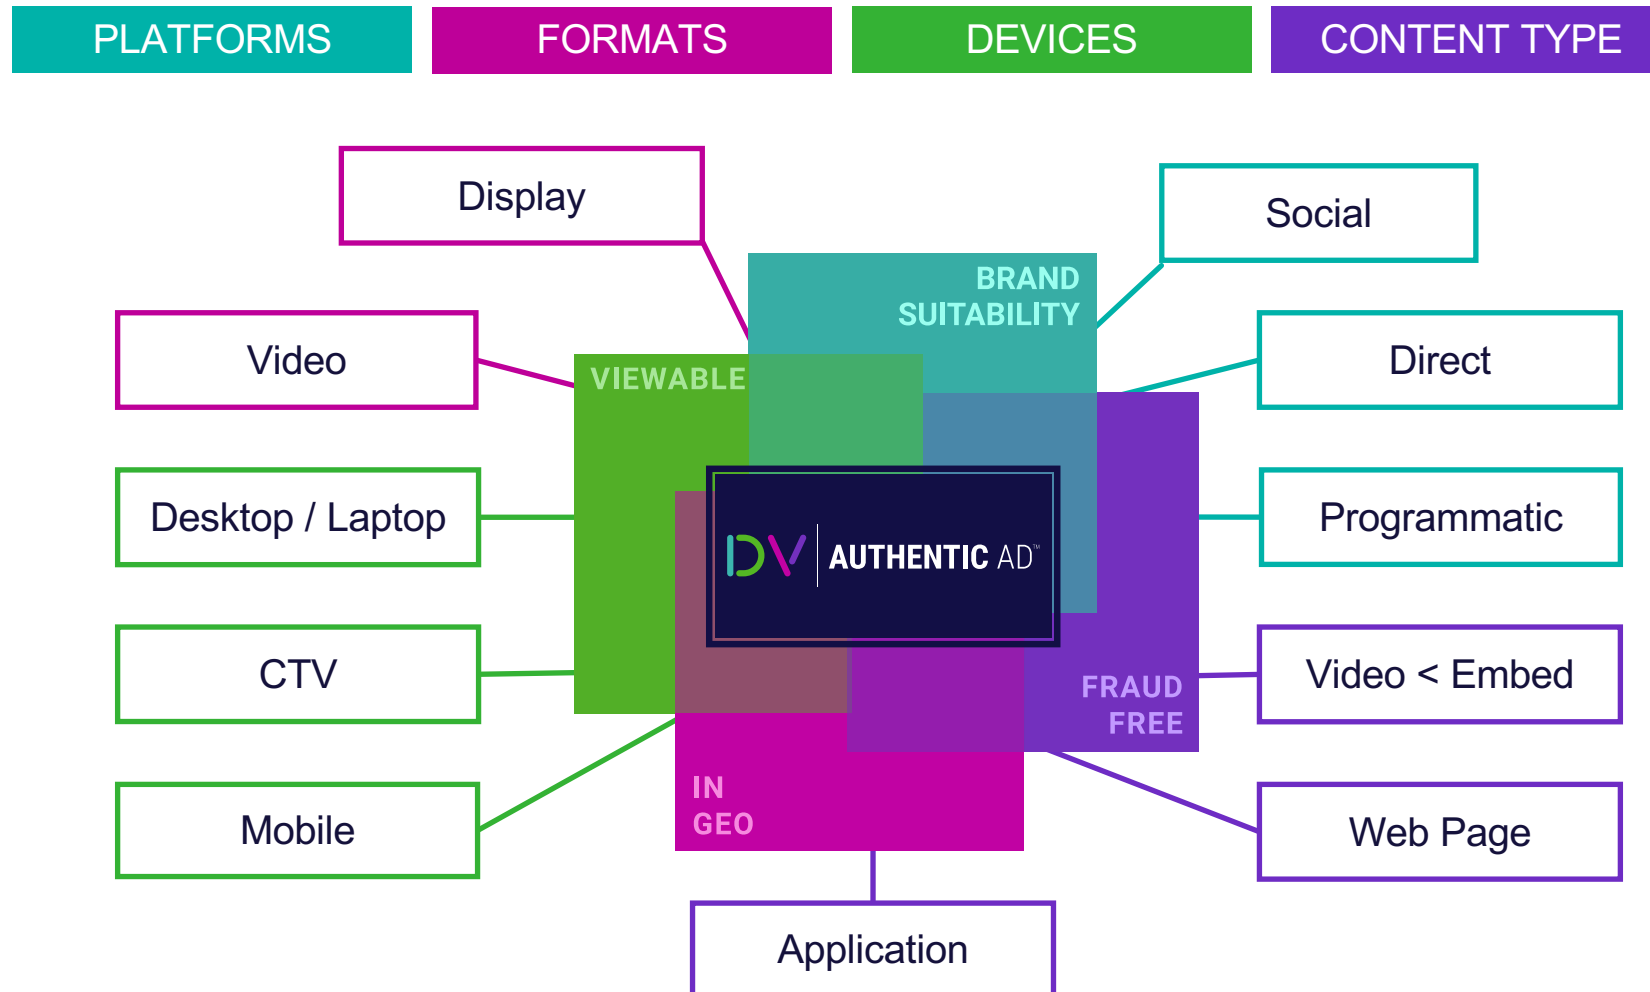 PLATFORMS
FORMATS
DEVICES
CONTENT TYPE
Display
Social
BRAND
SUITABILITY
Video
VIEWABLE
Direct
Desktop / Laptop
DV AUTHENTIC AD™
Programmatic
CTV
FRAUD
FREE
Video < Embed
Mobile
IN
GEO
Web Page
Application